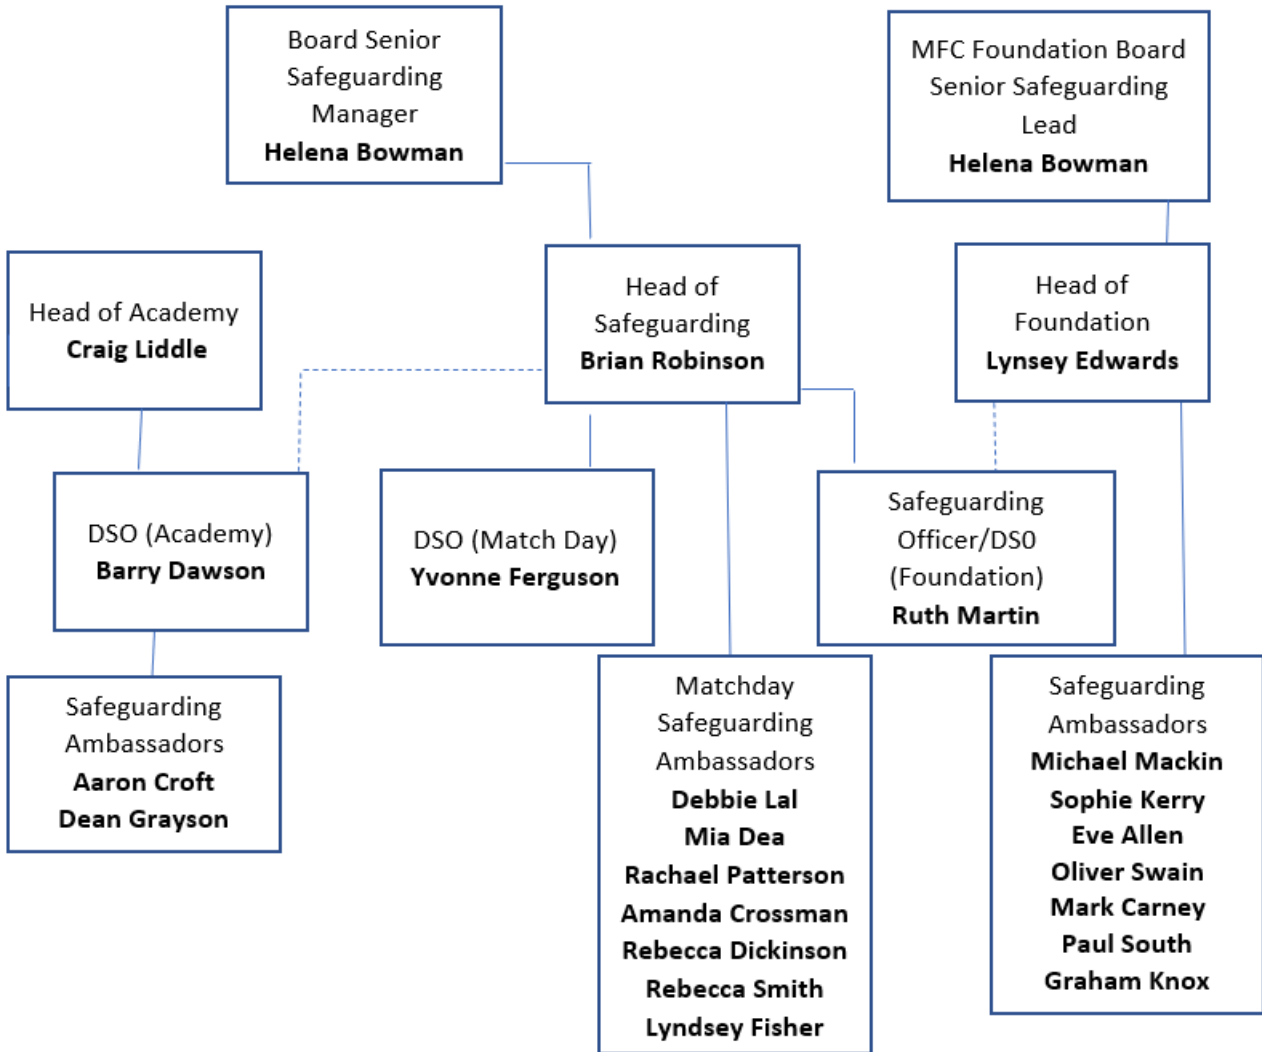 Board Senior
Safeguarding
Manager
Helena Bowman
MFC Foundation Board
Senior Safeguarding
Lead
Helena Bowman
Head of Academy
Craig Liddle
Head of
Safeguarding
Brian Robinson
Head of
Foundation
Lynsey Edwards
DSO (Academy)
Barry Dawson
DSO (Match Day)
Yvonne Ferguson
Safeguarding
Officer/DS0
(Foundation)
Ruth Martin
Safeguarding
Ambassadors
Aaron Croft
Dean Grayson
Matchday
Safeguarding
Ambassadors
Debbie Lal
Mia Dea
Rachael Patterson
Amanda Crossman
Rebecca Dickinson
Rebecca Smith
Lyndsey Fisher
Safeguarding
Ambassadors
Michael Mackin
Sophie Kerry
Eve Allen
Oliver Swain
Mark Carney
Paul South
Graham Knox